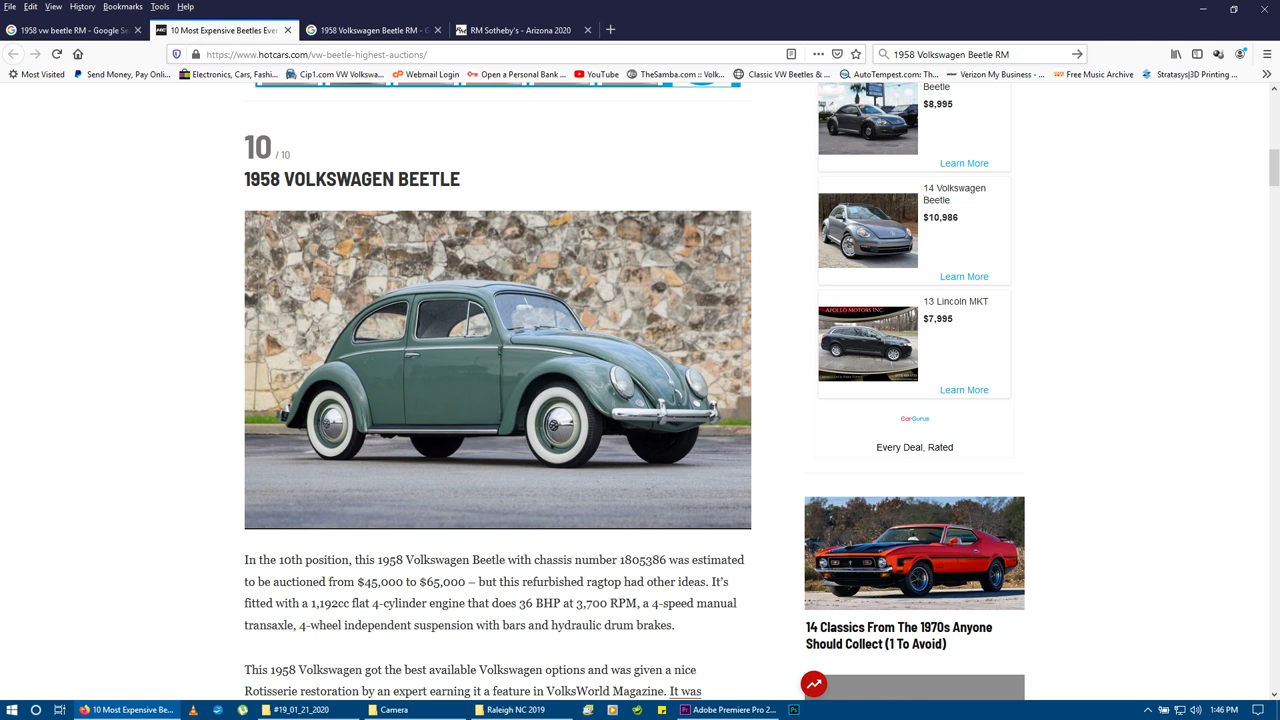 File Edit View History Bookmarks Tools Help
1958 vw beetle RM - Google Se
10 Most Expensive Beetles Eve
1958 Volkswagen Beetle RM - G
RM Sotheby's - Arizona 2020
https://www.hotcars.com/vw-beetle-highest-auctions/
1958 Volkswagen Beetle RM
Most Visited
Send Money, Pay Onli...
Electronics, Cars, Fashi...
Cip1.com VW Volkswa...
Webmail Login
Open a Personal Bank ...
YouTube
TheSamba.com :: Volk...
Classic VW Beetles & ...
AutoTempest.com: Th...
Verizon My Business - ...
Free Music Archive
Stratasys|3D Printing ...
10 / 10
1958 VOLKSWAGEN BEETLE
In the 10th position, this 1958 Volkswagen Beetle with chassis number 1805386 was estimated
to be auctioned from $45,000 to $65,000 – but this refurbished ragtop had other ideas. It's
fitted with a 1,192cc flat 4-cylinder engine that does 36 BHP at 3,700 RPM, a 4-speed manual
transaxle, 4-wheel independent suspension with bars and hydraulic drum brakes.
This 1958 Volkswagen got the best available Volkswagen options and was given a nice
Rotisserie restoration by an expert earning it a feature in VolksWorld Magazine. It was
Beetle
$8,995
Learn More
14 Volkswagen
Beetle
$10,986
Learn More
APOLLO MOTORS INC
13 Lincoln MKT
$7,995
Learn More
CarGurus
Every Deal, Rated
14 Classics From The 1970s Anyone
Should Collect (1 To Avoid)
10 Most Expensive Be...
#19_01_21_2020
Camera
Raleigh NC 2019
Adobe Premiere Pro 2...
1:46 PM